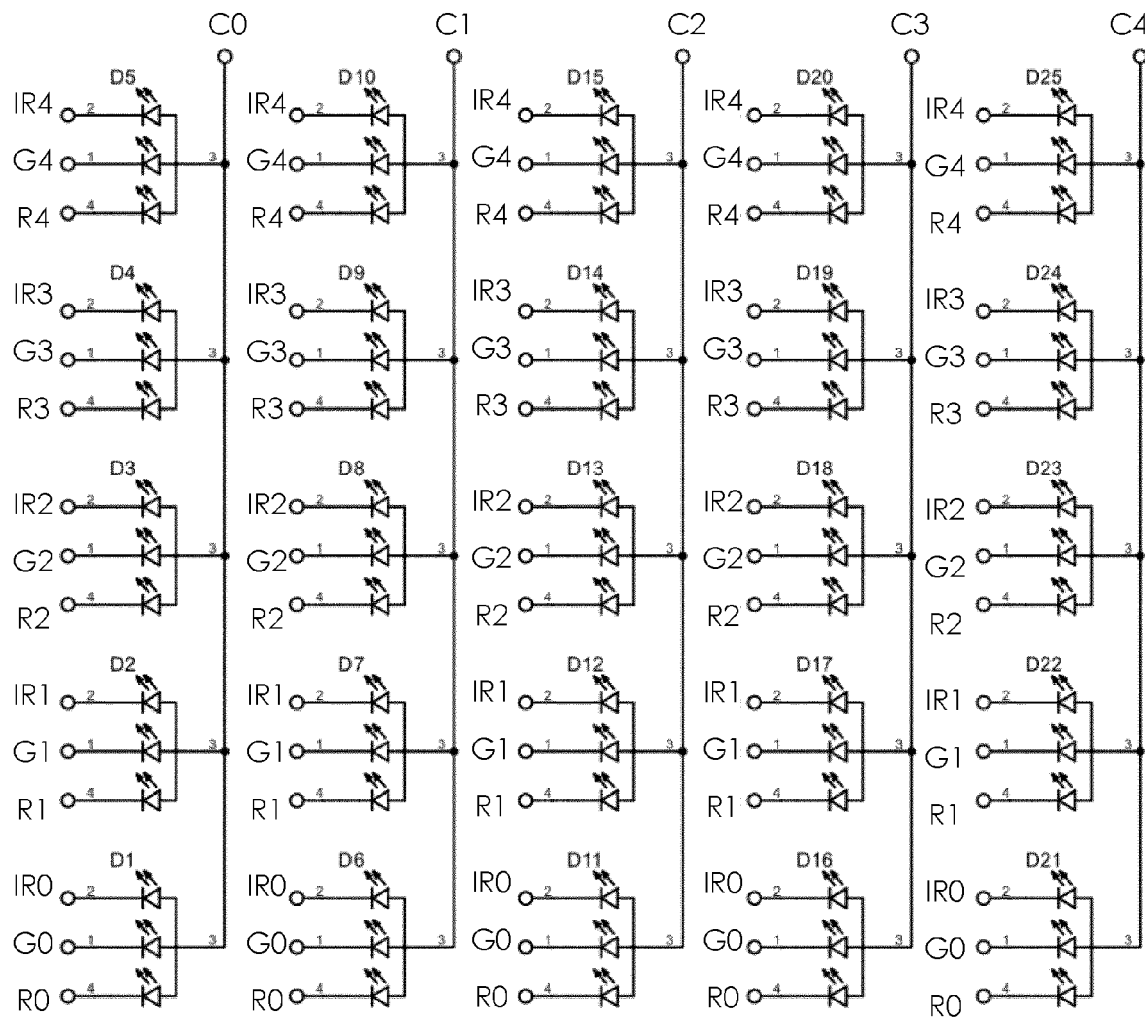 C0 C1 C2 C3 C4
D5 D10 D15 D20 D25
IR4 2 IR4 2 IR4 2 IR4 2 IR4 2
G4 1 3 G4 1 3 G4 1 3 G4 1 3 G4 1 3
R4 4 R4 4 R4 4 R4 4 R4 4
D4 D9 D14 D19 D24
IR3 2 IR3 2 IR3 2 IR3 2 IR3 2
G3 1 3 G3 1 3 G3 1 3 G3 1 3 G3 1 3
R3 4 R3 4 R3 4 R3 4 R3 4
D3 D8 D13 D18 D23
IR2 2 IR2 2 IR2 2 IR2 2 IR2 2
G2 1 3 G2 1 3 G2 1 3 G2 1 3 G2 1 3
R2 4 R2 4 R2 4 R2 4 R2 4
D2 D7 D12 D17 D22
IR1 2 IR1 2 IR1 2 IR1 2 IR1 2
G1 1 3 G1 1 3 G1 1 3 G1 1 3 G1 1 3
R1 4 R1 4 R1 4 R1 4 R1 4
D1 D6 D11 D16 D21
IR0 2 IR0 2 IR0 2 IR0 2 IR0 2
G0 1 3 G0 1 3 G0 1 3 G0 1 3 G0 1 3
R0 4 R0 4 R0 4 R0 4 R0 4